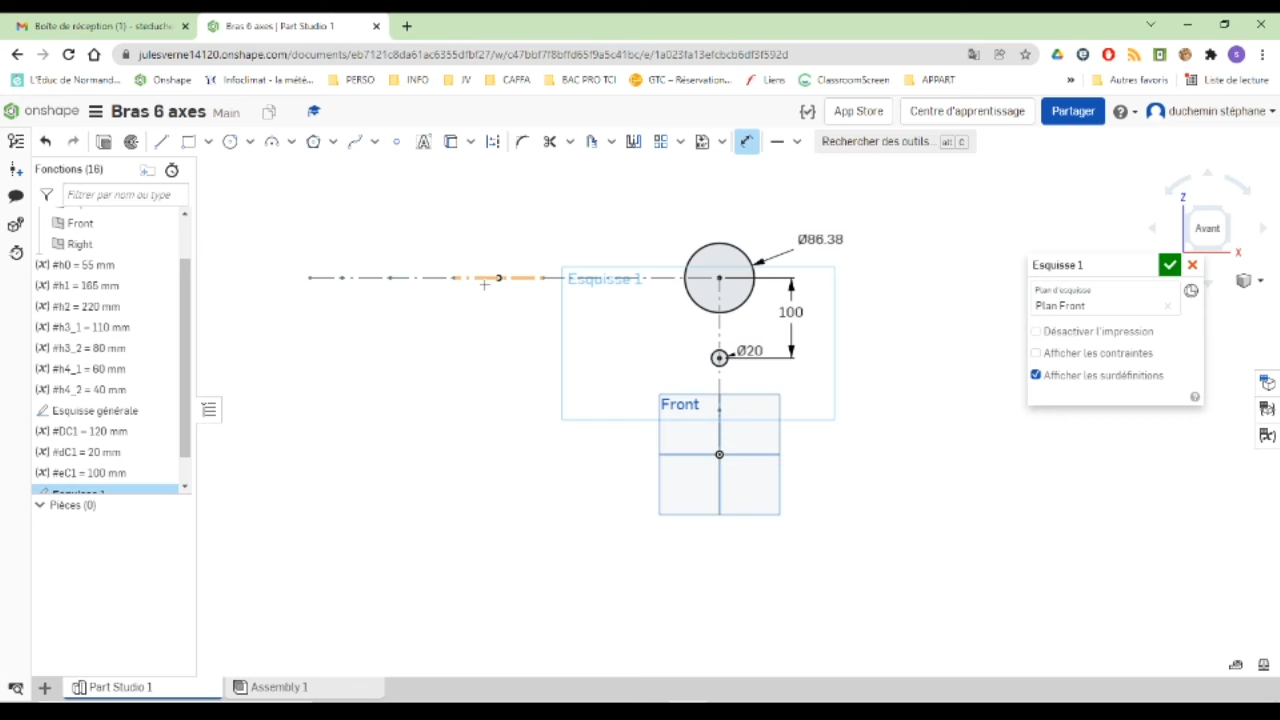 Boîte de réception (1) - steduche
Bras 6 axes | Part Studio 1
julesverne14120.onshape.com/documents/eb7121c8da61ac6355dfbf27/w/c47bbf7f8bffd65f9a5c41bc/e/1a023fa13efcbcb6df3f592d
S
L'Educ de Normand...
Onshape
Infoclimat - la mété...
PERSO
INFO
JV
CAFFA
BAC PRO TCI
GTC – Réservation...
Liens
ClassroomScreen
APPART
»
Autres favoris
Liste de lecture
onshape
Bras 6 axes
Main
App Store
Centre d'apprentissage
Partager
duchemin stéphane
Rechercher des outils...
alt
C
Fonctions (16)
Filtrer par nom ou type
Front
Right
(x) #h0 = 55 mm
(x) #h1 = 165 mm
(x) #h2 = 220 mm
(x) #h3_1 = 110 mm
(x) #h3_2 = 80 mm
(x) #h4_1 = 60 mm
(x) #h4_2 = 40 mm
Esquisse générale
(x) #DC1 = 120 mm
(x) #dC1 = 20 mm
(x) #eC1 = 100 mm
Esquisse 1
Pièces (0)
Esquisse 1
Ø86.38
100
Ø20
Front
Z
Avant
X
Esquisse 1
Plan d'esquisse
Plan Front
Désactiver l'impression
Afficher les contraintes
Afficher les surdéfinitions
Part Studio 1
Assembly 1